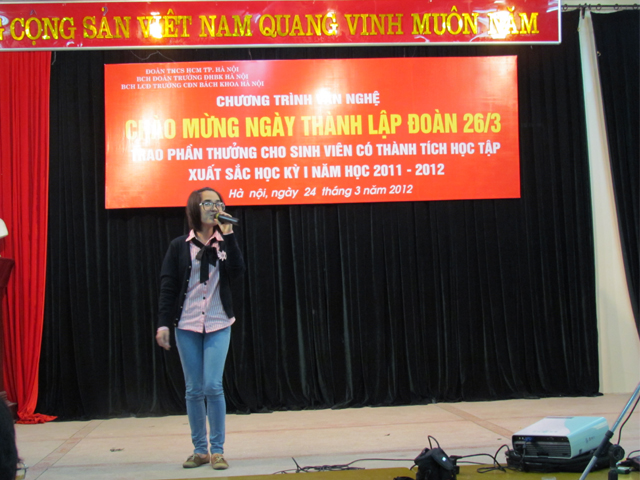 CỘNG SẢN VIỆT NAM QUANG VINH MUÔN NĂM
ĐOÀN TNCS HCM TP. HÀ NỘI
BCH ĐOÀN TRƯỜNG ĐHBK HÀ NỘI
BCH LCĐ TRƯỜNG CĐN BÁCH KHOA HÀ NỘI
CHƯƠNG TRÌNH VĂN NGHỆ
CHÀO MỪNG NGÀY THÀNH LẬP ĐOÀN 26/3
TRAO PHẦN THƯỞNG CHO SINH VIÊN CÓ THÀNH TÍCH HỌC TẬP
XUẤT SẮC HỌC KỲ I NĂM HỌC 2011 - 2012
Hà nội, ngày 24 tháng 3 năm 2012